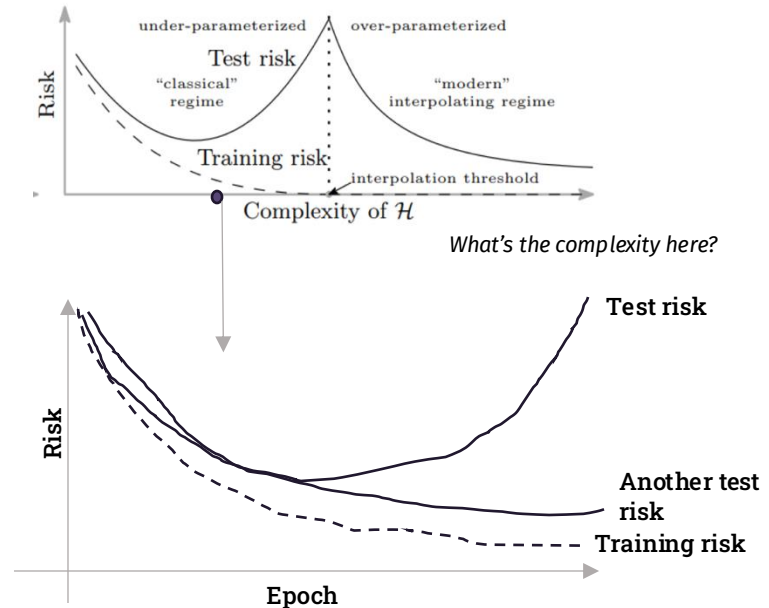 under-parameterized
over-parameterized
Test risk
Risk
"classical"
regime
"modern"
interpolating regime
Training risk
interpolation threshold
Complexity of ℋ
What's the complexity here?
Test risk
Risk
Another test
risk
Training risk
Epoch